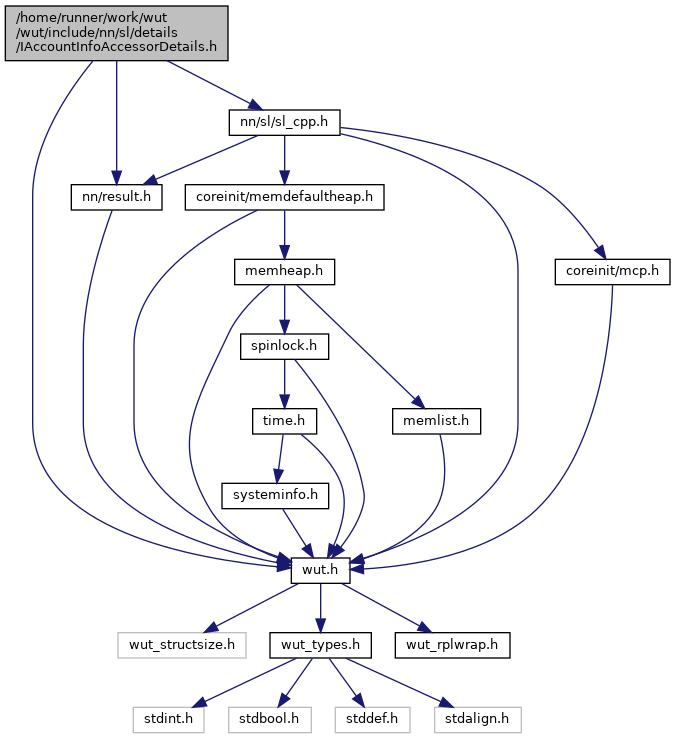 /home/runner/work/wut
/wut/include/nn/sl/details
/IAccountInfoAccessorDetails.h
nn/sl/sl_cpp.h
nn/result.h
coreinit/memdefaultheap.h
memheap.h
coreinit/mcp.h
spinlock.h
time.h
memlist.h
systeminfo.h
wut.h
wut_structsize.h
wut_types.h
wut_rplwrap.h
stdint.h
stdbool.h
stddef.h
stdalign.h